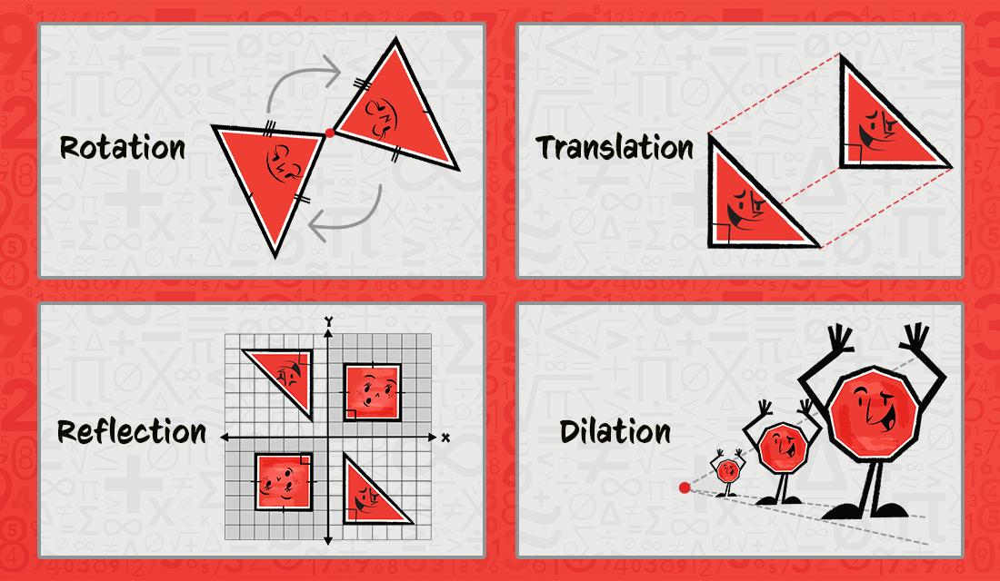 Rotation
Translation
Reflection
Y
x
Dilation